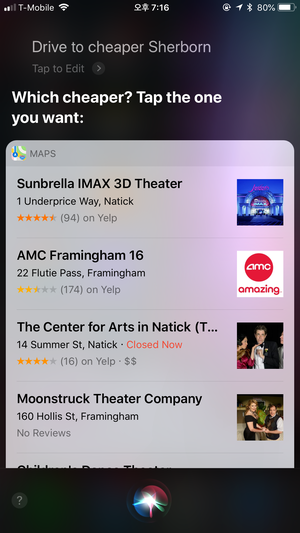 T-Mobile 오후 7:16 80%
Drive to cheaper Sherborn
Tap to Edit
Which cheaper? Tap the one
you want:
MAPS
Sunbrella IMAX 3D Theater
1 Underprice Way, Natick
(94) on Yelp
AMC Framingham 16
22 Flutie Pass, Framingham
(174) on Yelp
amc
amazing.
The Center for Arts in Natick (T...
14 Summer St, Natick · Closed Now
(16) on Yelp · $$
Moonstruck Theater Company
160 Hollis St, Framingham
No Reviews
Children's Dance Theater
?